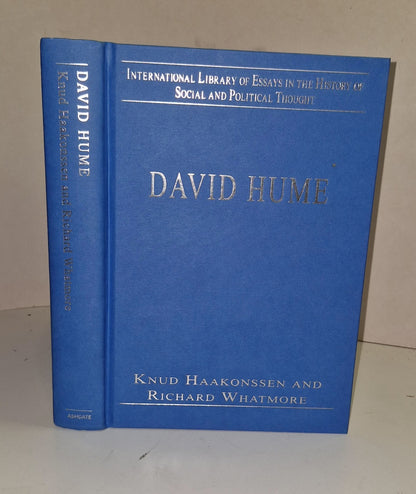 DAVID HUME
Knud Haakonssen and Richard Whatmore
ASHGATE
INTERNATIONAL LIBRARY OF ESSAYS IN THE HISTORY OF
SOCIAL AND POLITICAL THOUGHT
DAVID HUME
KNUD HAAKONSSEN AND
RICHARD WHATMORE